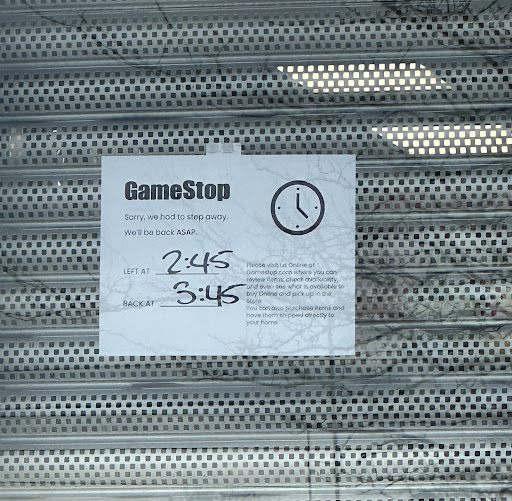 GameStop
Sorry, we had to step away.
We'll be back ASAP.
LEFT AT 2:45
BACK AT 3:45
Please visit us Online at
Gamestop.com where you can
review items, check availability,
and even see what is available to
buy Online and pick up in the
Store.
You can also purchase items and
have them shipped directly to
your home.